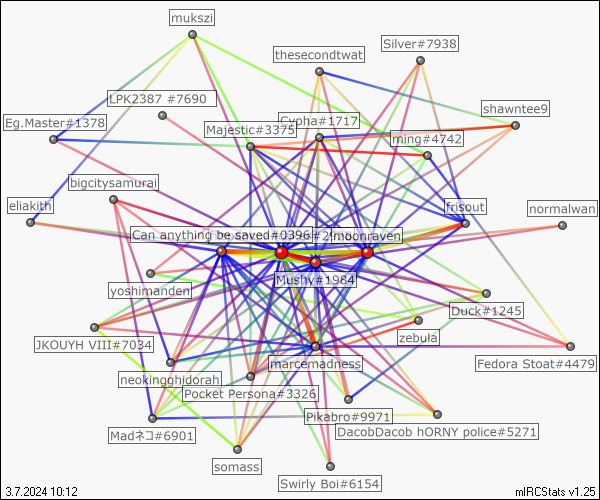 mukszi
Silver#7938
thesecondtwat
LPK2387 #7690
shawntee9
Eg.Master#1378
Cypha#1717
Majestic#3375
ming#4742
bigcitysamurai
eliakith
frisout
normalwan
Can anything be saved#0396
moonraven
Mushy#1984
yoshimanden
Duck#1245
zebula
JKOUYH VIII#7034
Fedora Stoat#4479
jmarcemadness
neokingghidorah
Pocket Persona#3326
Pikabro#9971
Madネコ#6901
DacobDacob hORNY police#5271
somass
Swirly Boi#6154
3.7.2024 10:12
mIRCStats v1.25